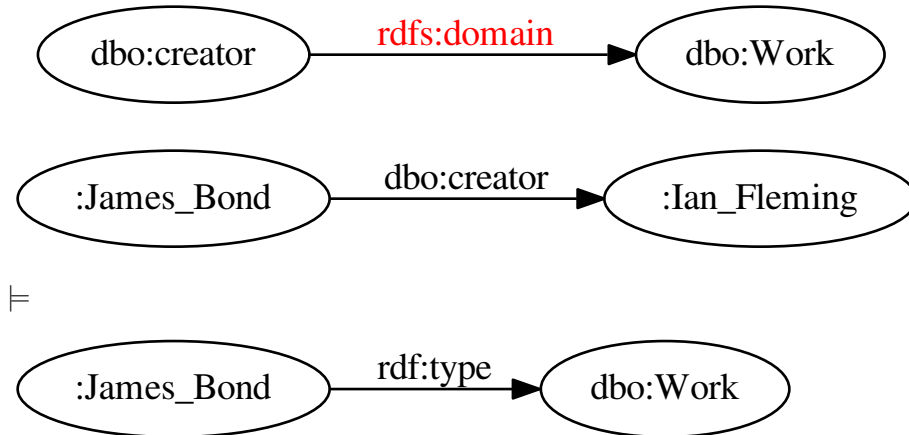 dbo:creator rdfs:domain dbo:Work
:James_Bond dbo:creator :Ian_Fleming
⊨
:James_Bond rdf:type dbo:Work